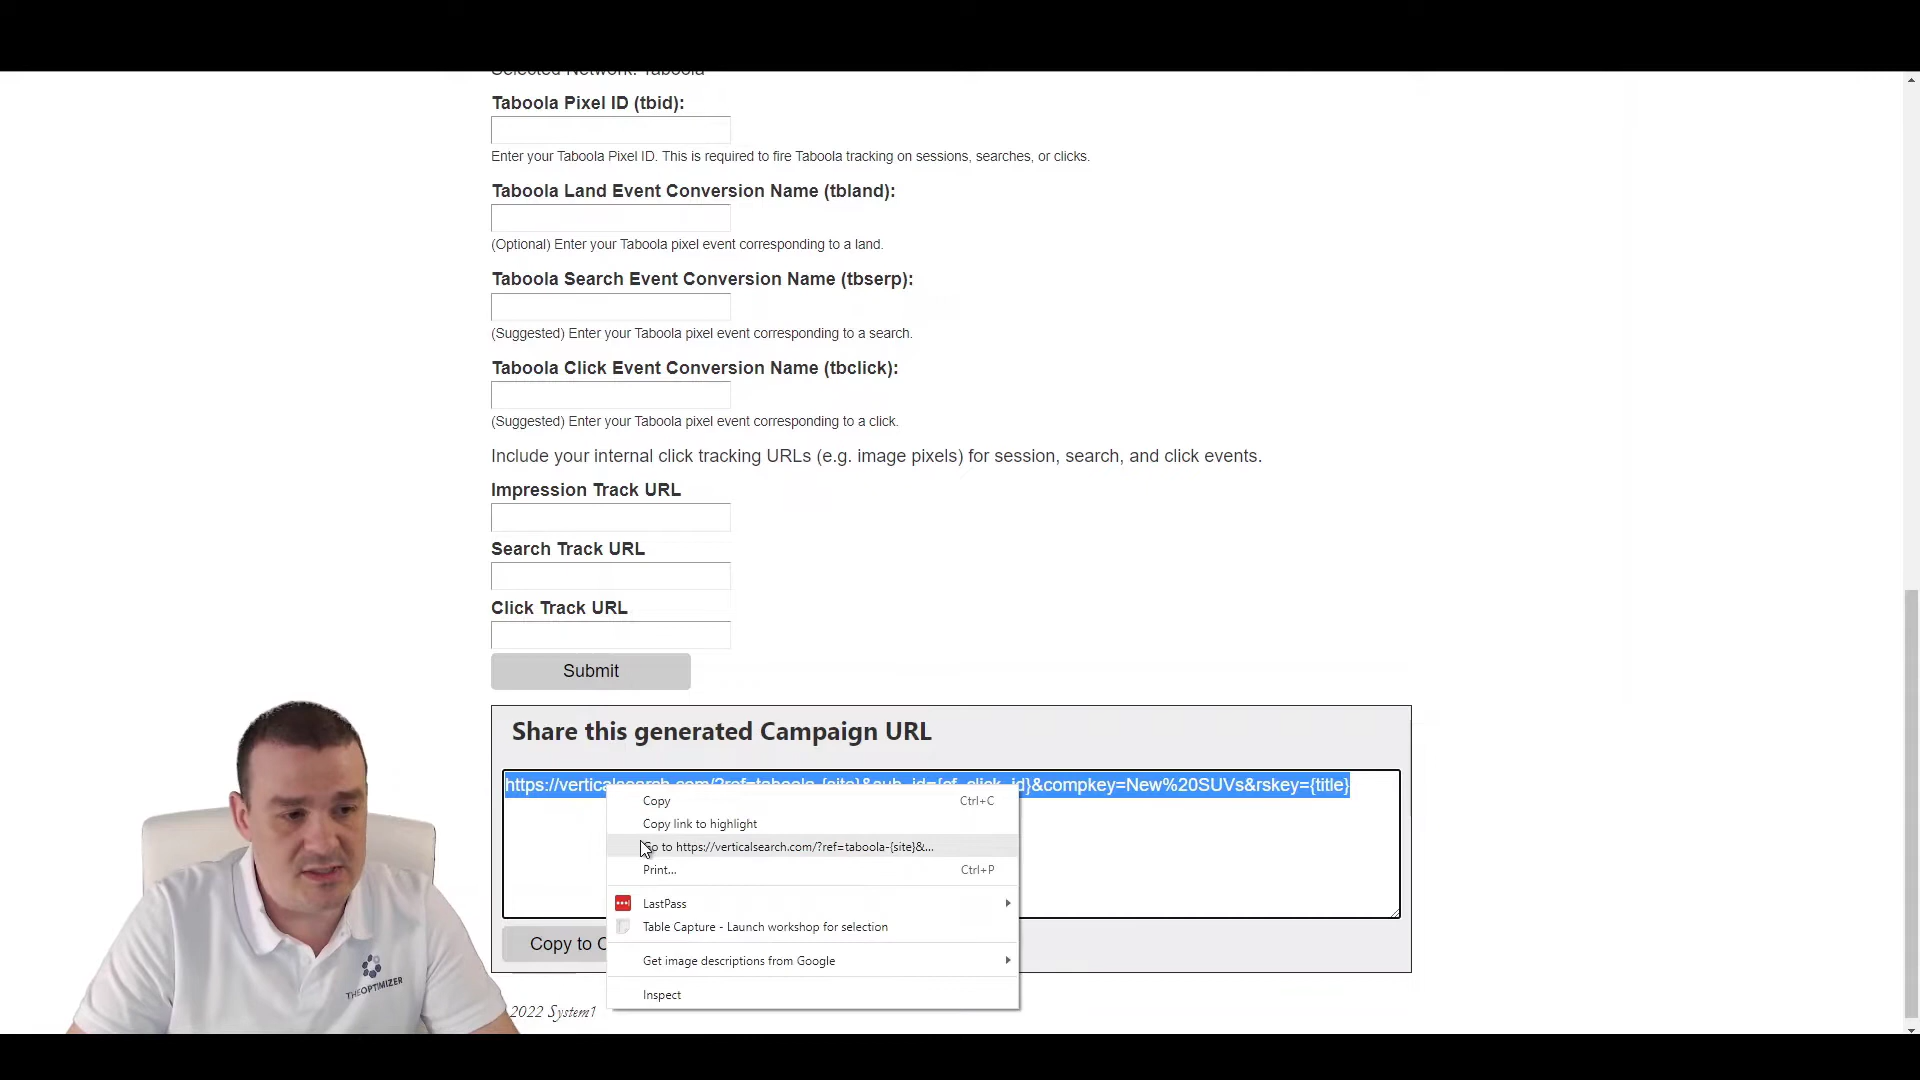 Selected Network: Taboola
Taboola Pixel ID (tbid):
Enter your Taboola Pixel ID. This is required to fire Taboola tracking on sessions, searches, or clicks.
Taboola Land Event Conversion Name (tbland):
(Optional) Enter your Taboola pixel event corresponding to a land.
Taboola Search Event Conversion Name (tbserp):
(Suggested) Enter your Taboola pixel event corresponding to a search.
Taboola Click Event Conversion Name (tbclick):
(Suggested) Enter your Taboola pixel event corresponding to a click.
Include your internal click tracking URLs (e.g. image pixels) for session, search, and click events.
Impression Track URL
Search Track URL
Click Track URL
Submit
Share this generated Campaign URL
https://verticalsearch.com/?ref=taboola-{site}&sub_id={cf_click_id}&compkey=New%20SUVs&rskey={title}
Copy Ctrl+C
Copy link to highlight
Go to https://verticalsearch.com/?ref=taboola-{site}&...
Print... Ctrl+P
LastPass
Table Capture - Launch workshop for selection
Copy to
Get image descriptions from Google
Inspect
2022 System1
THEOPTIMIZER